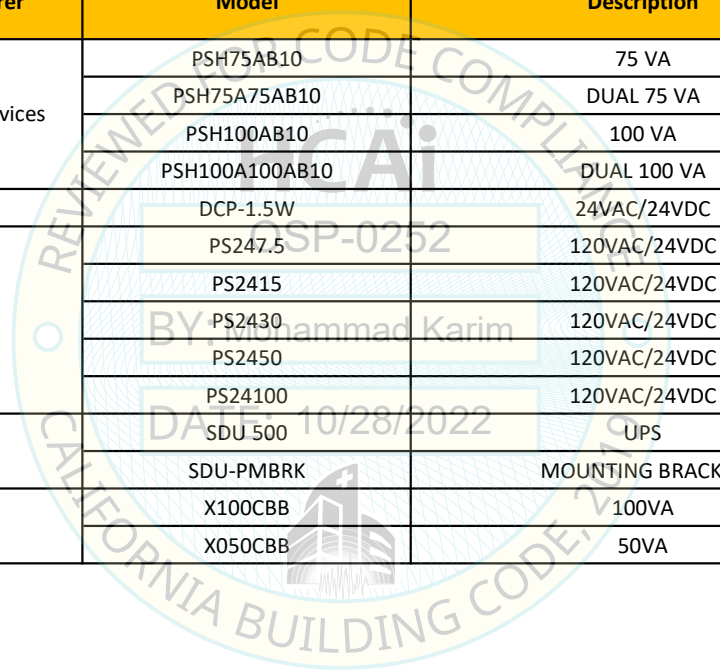 rer Model Description
PSH75AB10 75 VA
PSH75A75AB10 DUAL 75 VA
vices
PSH100AB10 100 VA
PSH100A100AB10 DUAL 100 VA
DCP-1.5W 24VAC/24VDC
PS247.5 120VAC/24VDC
PS2415 120VAC/24VDC
PS2430 120VAC/24VDC
PS2450 120VAC/24VDC
PS24100 120VAC/24VDC
SDU 500 UPS
SDU-PMBRK MOUNTING BRACK
X100CBB 100VA
X050CBB 50VA
REVIEWED FOR CODE COMPLIANCE
HCAi
OSP-0252
BY: Mohammad Karim
DATE: 10/28/2022
CALIFORNIA BUILDING CODE, 2019